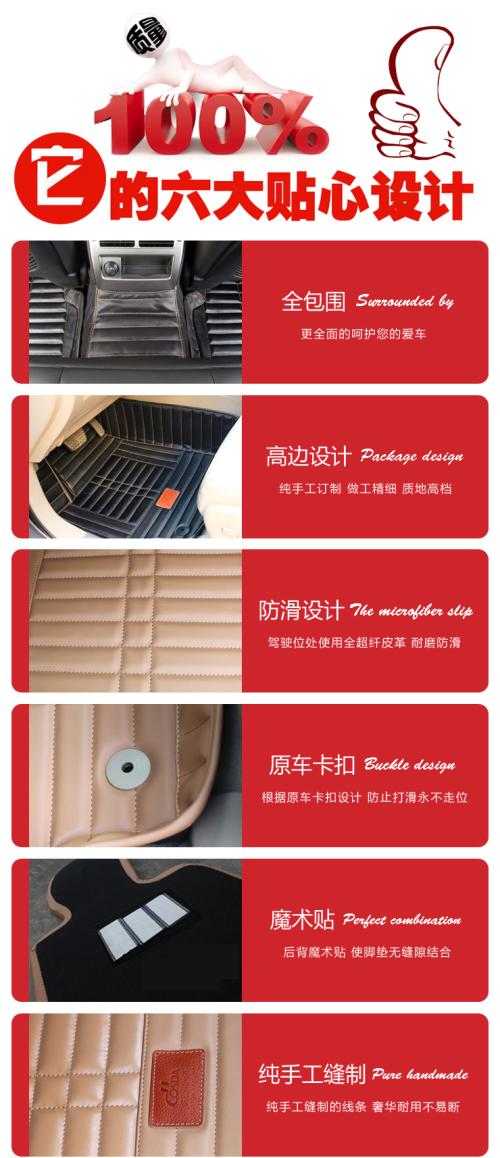 质量
100%
它的六大贴心设计
全包围 Surrounded by
更全面的呵护您的爱车
高边设计 Package design
纯手工订制 做工精细 质地高档
防滑设计 The microfiber slip
驾驶位处使用全超纤皮革 耐磨防滑
原车卡扣 Buckle design
根据原车卡扣设计 防止打滑永不走位
魔术贴 Perfect combination
后背魔术贴 使脚垫无缝隙结合
纯手工缝制 Pure handmade
纯手工缝制的线条 奢华耐用不易断